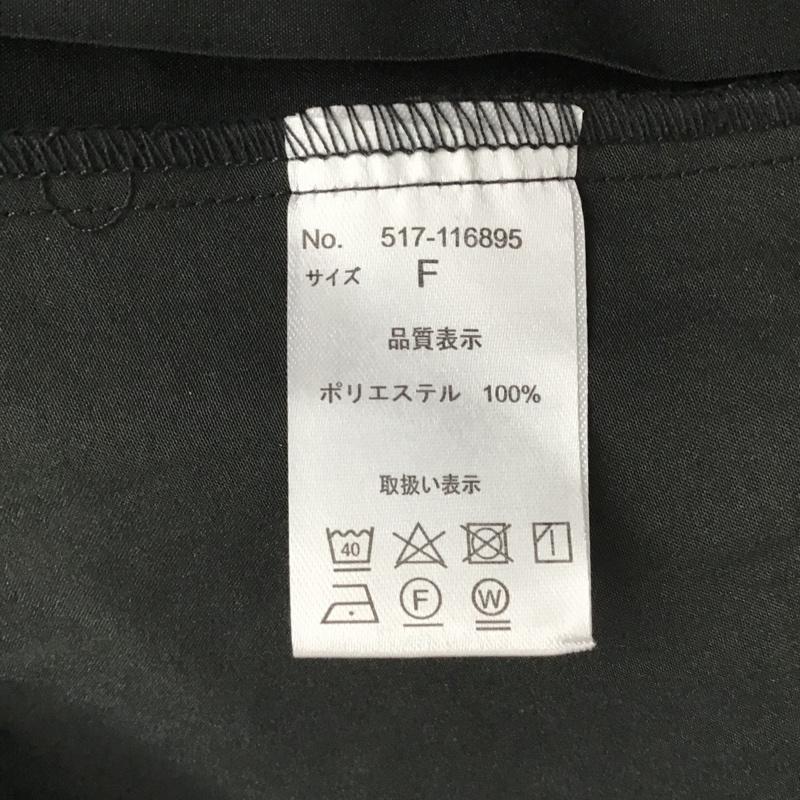 No. 517-116895
サイズ F
品質表示
ポリエステル 100%
取扱い表示
40
F W